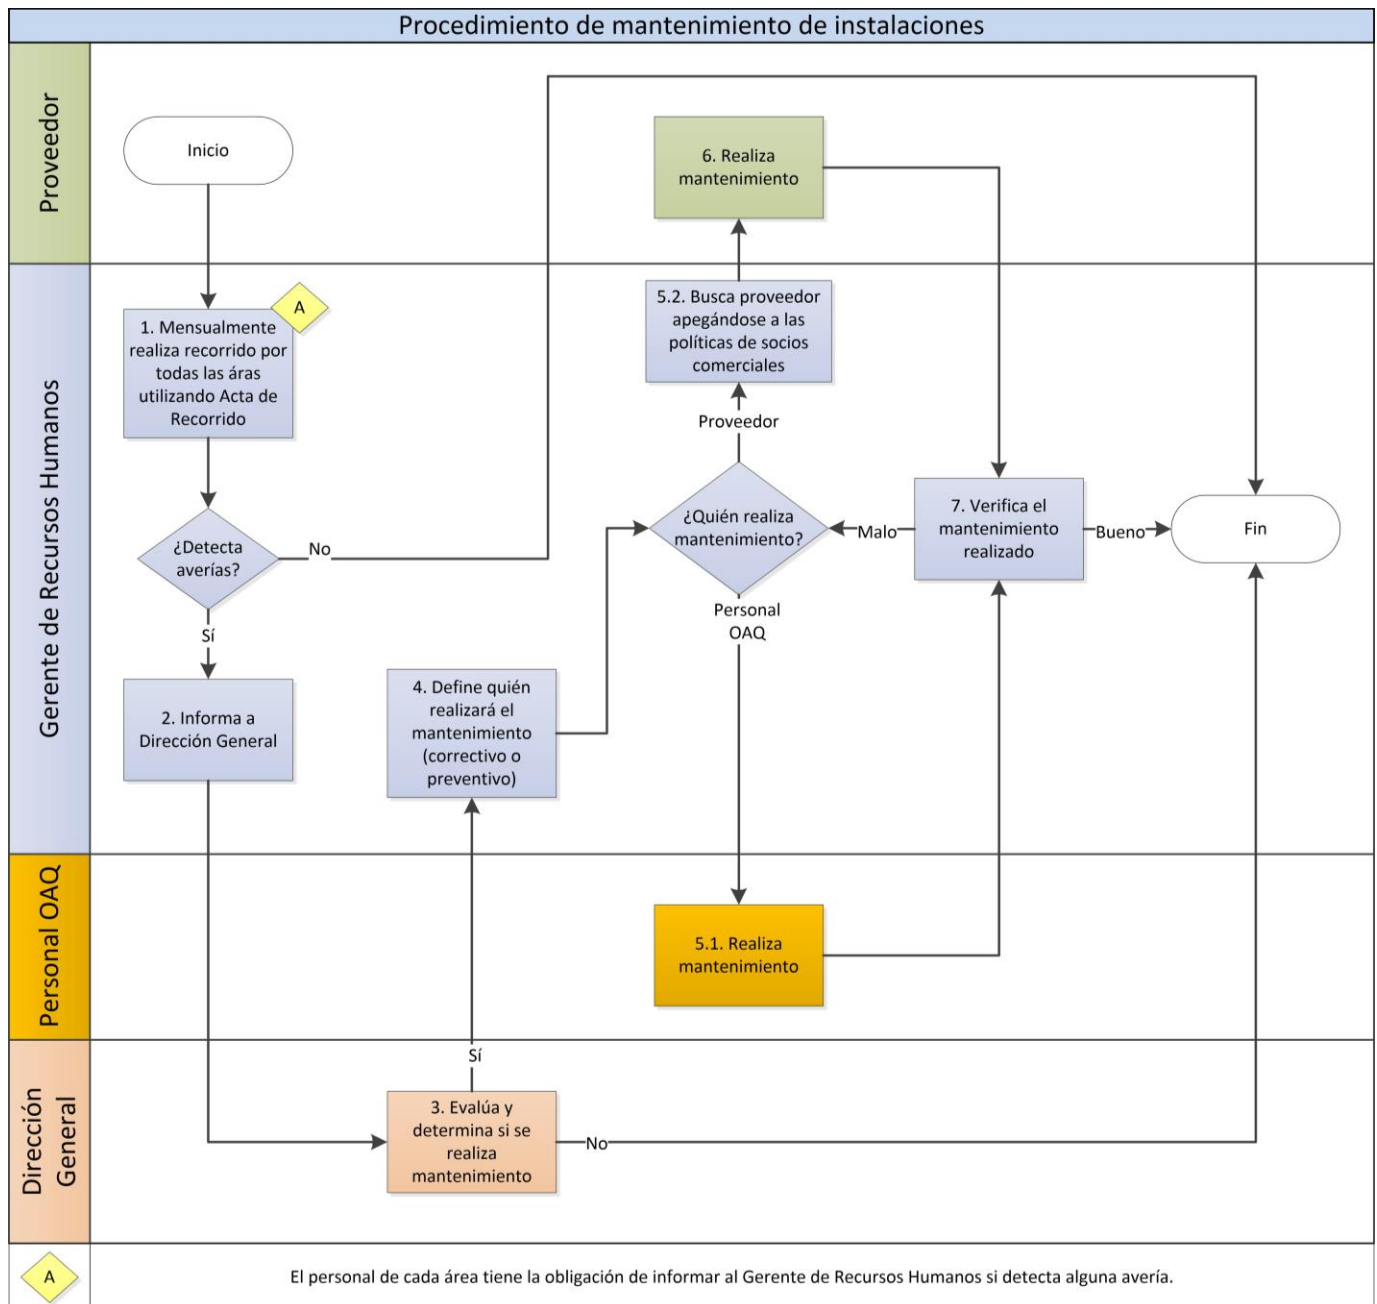 Procedimiento de mantenimiento de instalaciones
Proveedor
Inicio
6. Realiza
mantenimiento
Gerente de Recursos Humanos
A
1. Mensualmente
realiza recorrido por
todas las áras
utilizando Acta de
Recorrido
5.2. Busca proveedor
apegándose a las
políticas de socios
comerciales
Proveedor
¿Detecta
averías?
No
¿Quién realiza
mantenimiento?
Malo
7. Verifica el
mantenimiento
realizado
Bueno
Fin
Sí
Personal
OAQ
2. Informa a
Dirección General
4. Define quién
realizará el
mantenimiento
(correctivo o
preventivo)
Personal OAQ
5.1. Realiza
mantenimiento
Dirección
General
Sí
3. Evalúa y
determina si se
realiza
mantenimiento
No
A
El personal de cada área tiene la obligación de informar al Gerente de Recursos Humanos si detecta alguna avería.